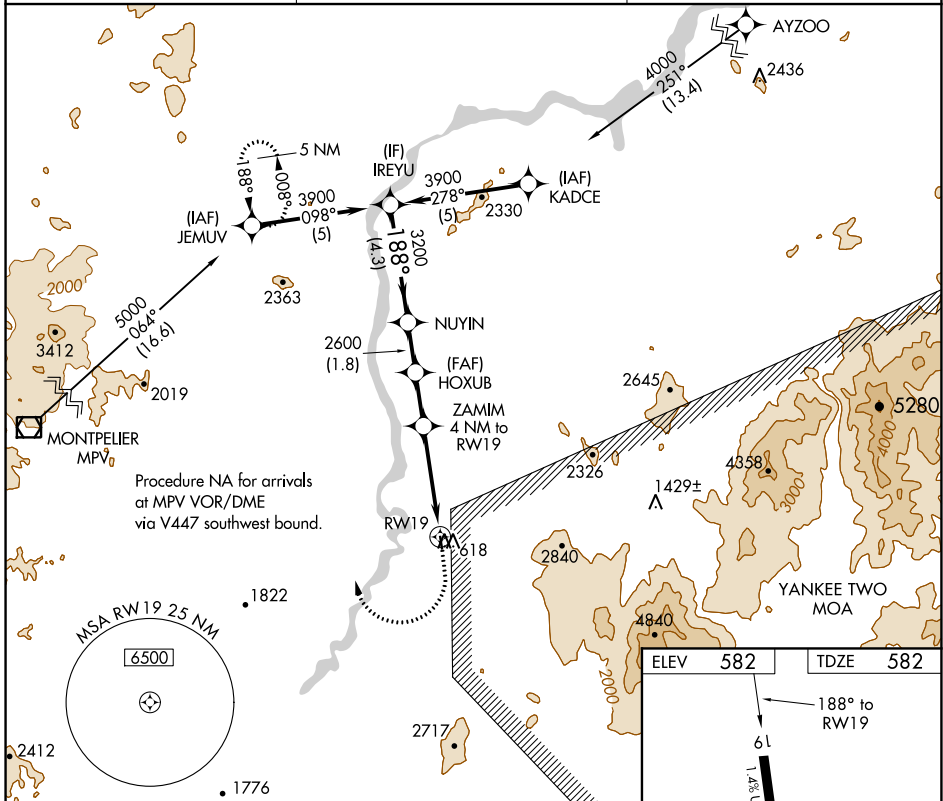 AYZOO
2436
4000
251°
(13.4)
5 NM
188°
008°
(IF)
IREYU
3900
098°
(5)
3900
278°
(5)
(IAF)
KADCE
2330
(IAF)
JEMUV
3200
188°
(4.3)
2363
2000
5000
064°
(16.6)
3412
2019
NUYIN
2600
(1.8)
(FAF)
HOXUB
2645
5280
4000
ZAMIM
4 NM to
RW19
MONTPELIER
MPV
2326
4358
3000
1429±
Procedure NA for arrivals
at MPV VOR/DME
via V447 southwest bound.
RW19
618
2840
YANKEE TWO
MOA
1822
4840
2000
MSA RW19 25 NM
6500
ELEV 582
TDZE 582
188° to
RW19
19
1.4%
2717
2412
1776